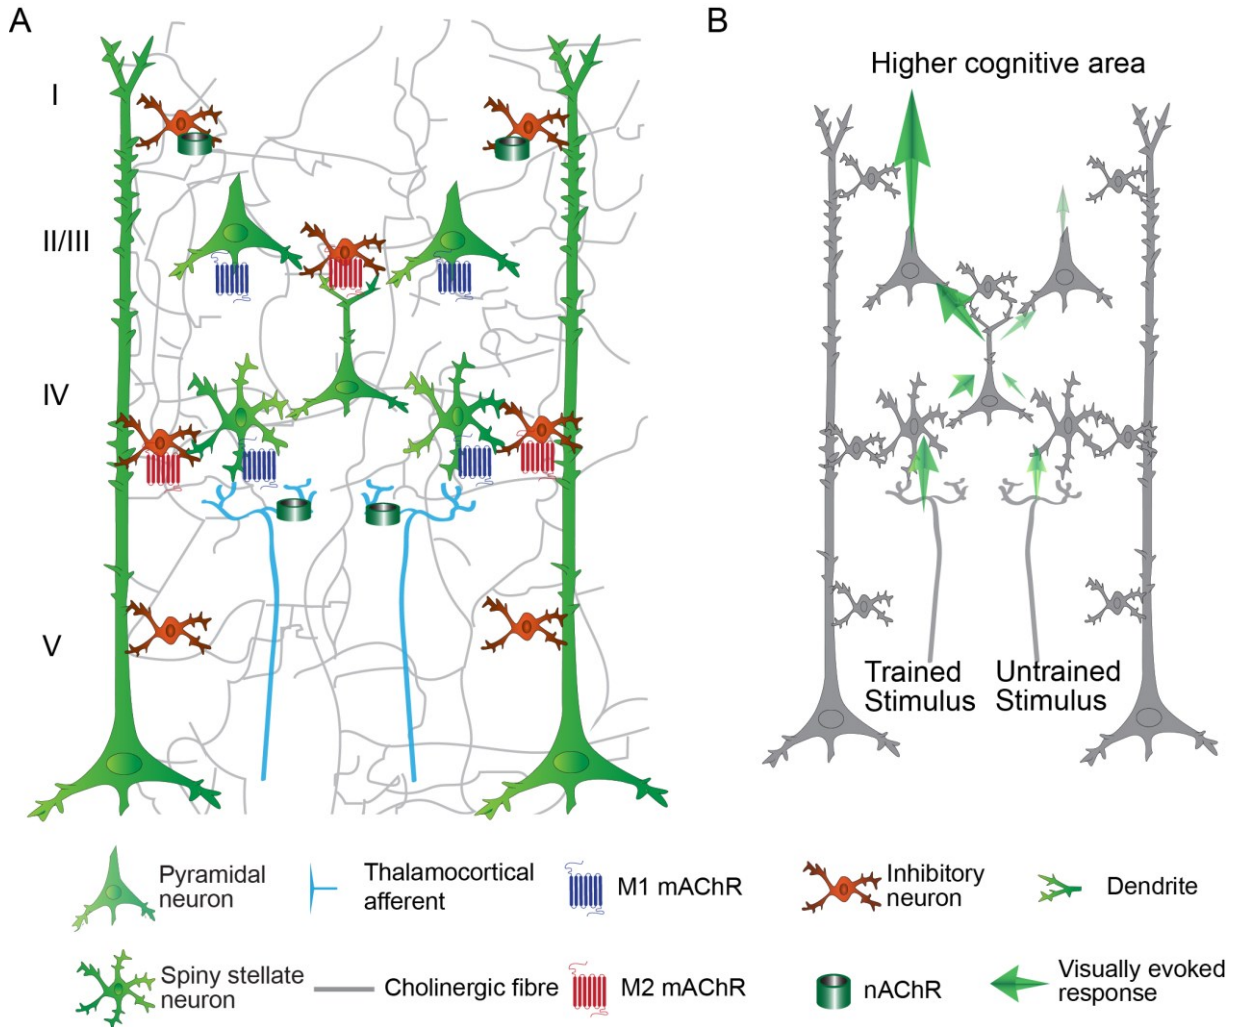 A
B
Higher cognitive area
I
II/III
IV
V
Trained
Stimulus
Untrained
Stimulus
Pyramidal
neuron
Thalamocortical
afferent
M1 mAChR
Inhibitory
neuron
Dendrite
Spiny stellate
neuron
Cholinergic fibre
M2 mAChR
nAChR
Visually evoked
response